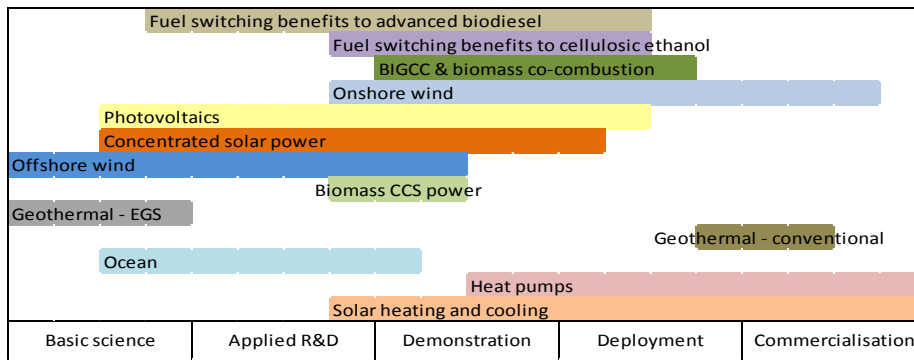 Fuel switching benefits to advanced biodiesel
Fuel switching benefits to cellulosic ethanol
BIGCC & biomass co-combustion
Onshore wind
Photovoltaics
Concentrated solar power
Offshore wind
Biomass CCS power
Geothermal - EGS
Geothermal - conventional
Ocean
Heat pumps
Solar heating and cooling
Basic science Applied R&D Demonstration Deployment Commercialisation